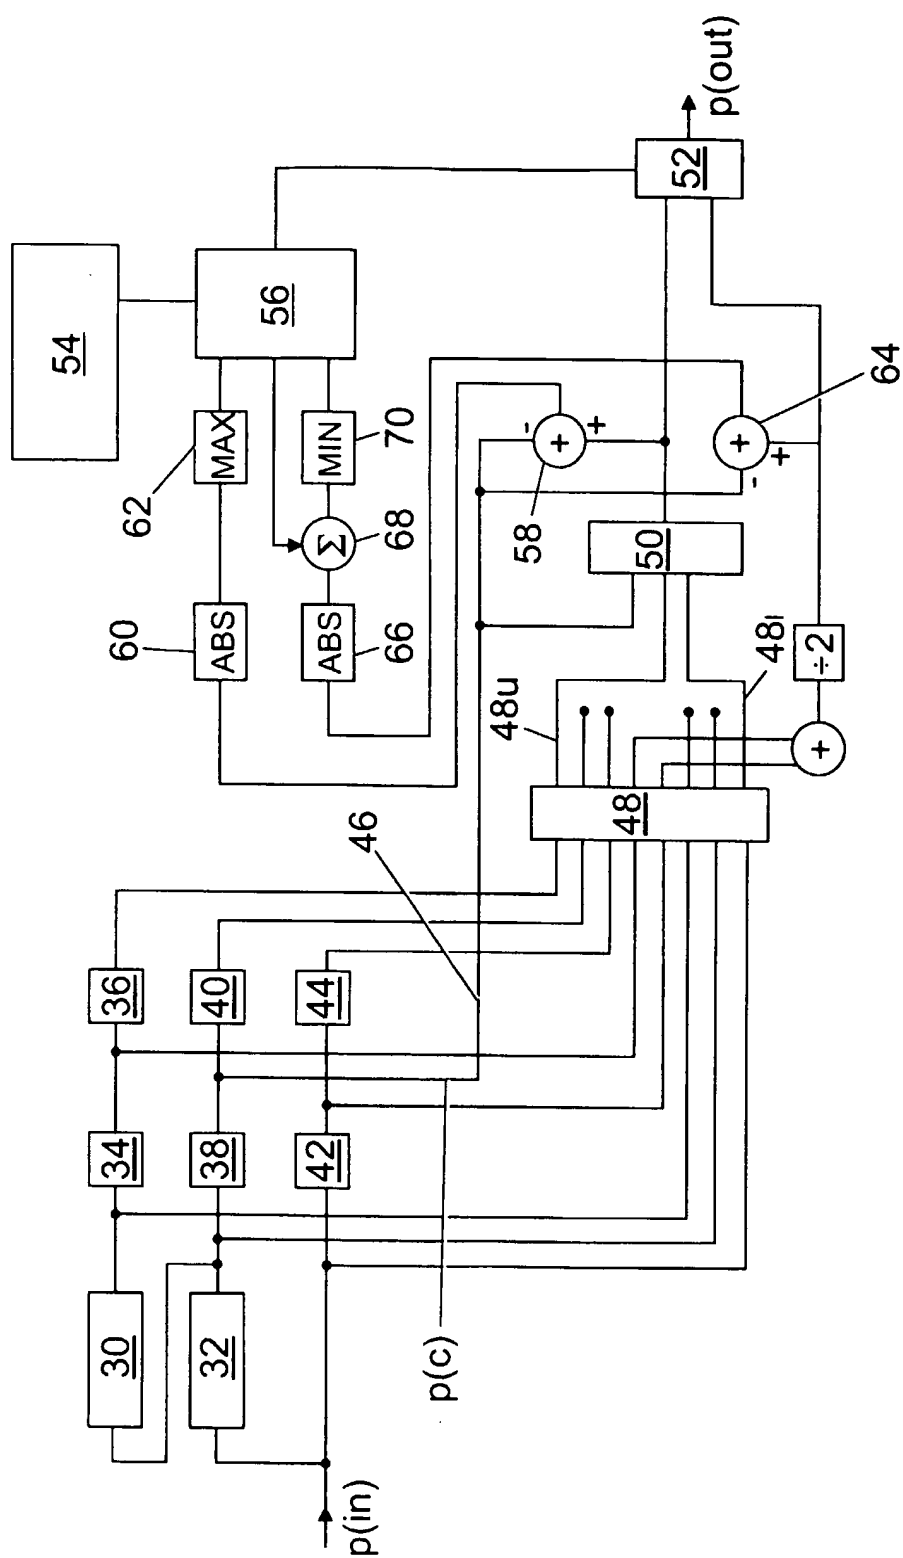 54
56
52
p(out)
62
MAX
MIN
70
60
ABS
ABS
66
Σ
68
-
+
+
58
-
+
+
64
50
48u
48l
÷2
+
48
46
36
40
44
34
38
42
30
32
p(c)
p(in)